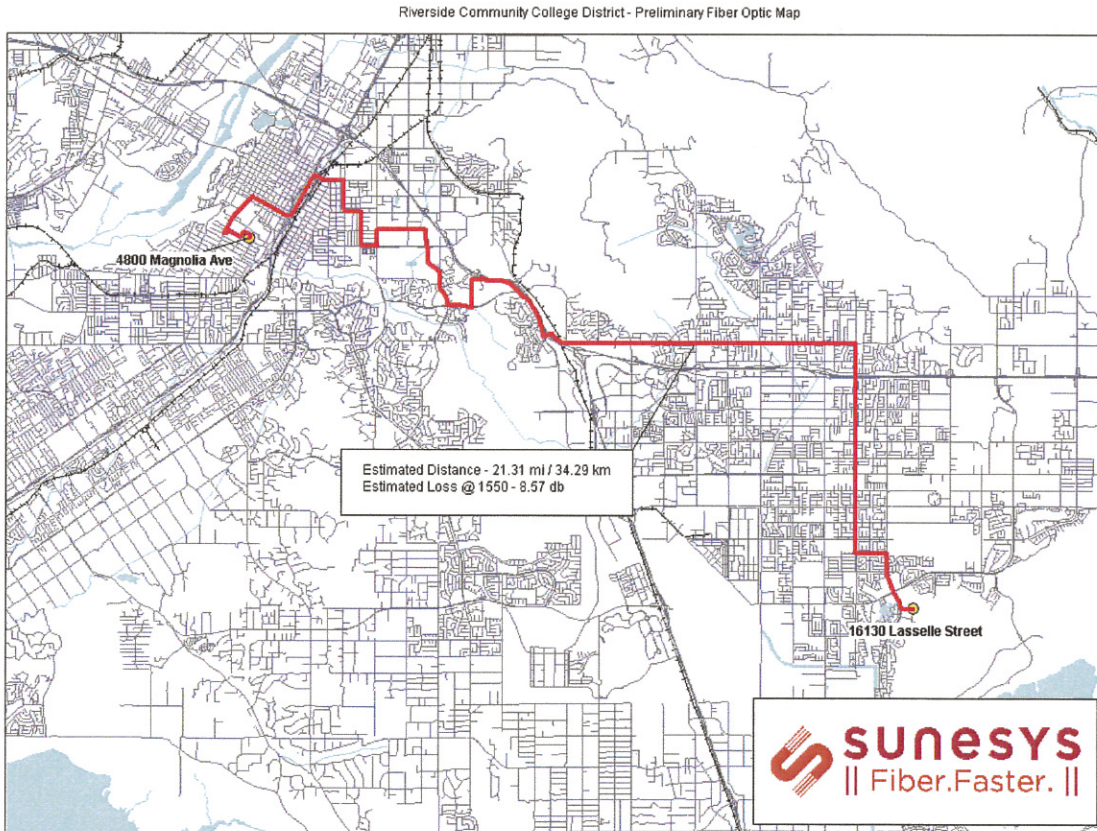 Riverside Community College District - Preliminary Fiber Optic Map
4800 Magnolia Ave
Estimated Distance - 21.31 mi / 34.29 km
Estimated Loss @ 1550 - 8.57 db
16130 Lasselle Street
sunesys
|| Fiber.Faster. ||